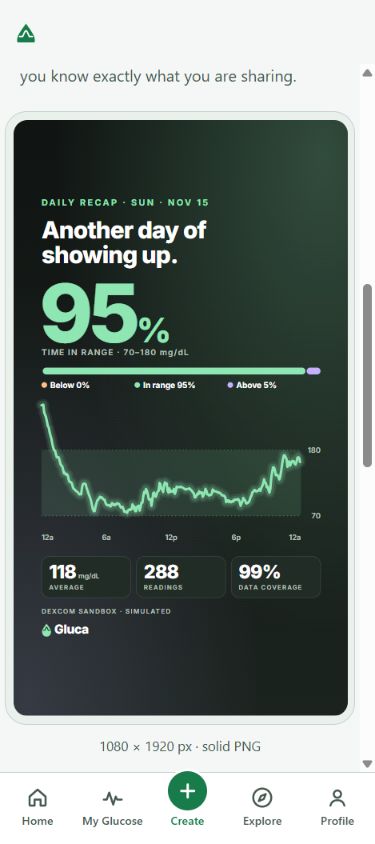 you know exactly what you are sharing.
DAILY RECAP · SUN · NOV 15
Another day of
showing up.
95%
TIME IN RANGE · 70–180 mg/dL
Below 0% In range 95% Above 5%
180
70
12a 6a 12p 6p 12a
118 mg/dL 288 99%
AVERAGE READINGS DATA COVERAGE
DEXCOM SANDBOX · SIMULATED
Gluca
1080 × 1920 px · solid PNG
Home My Glucose Create Explore Profile